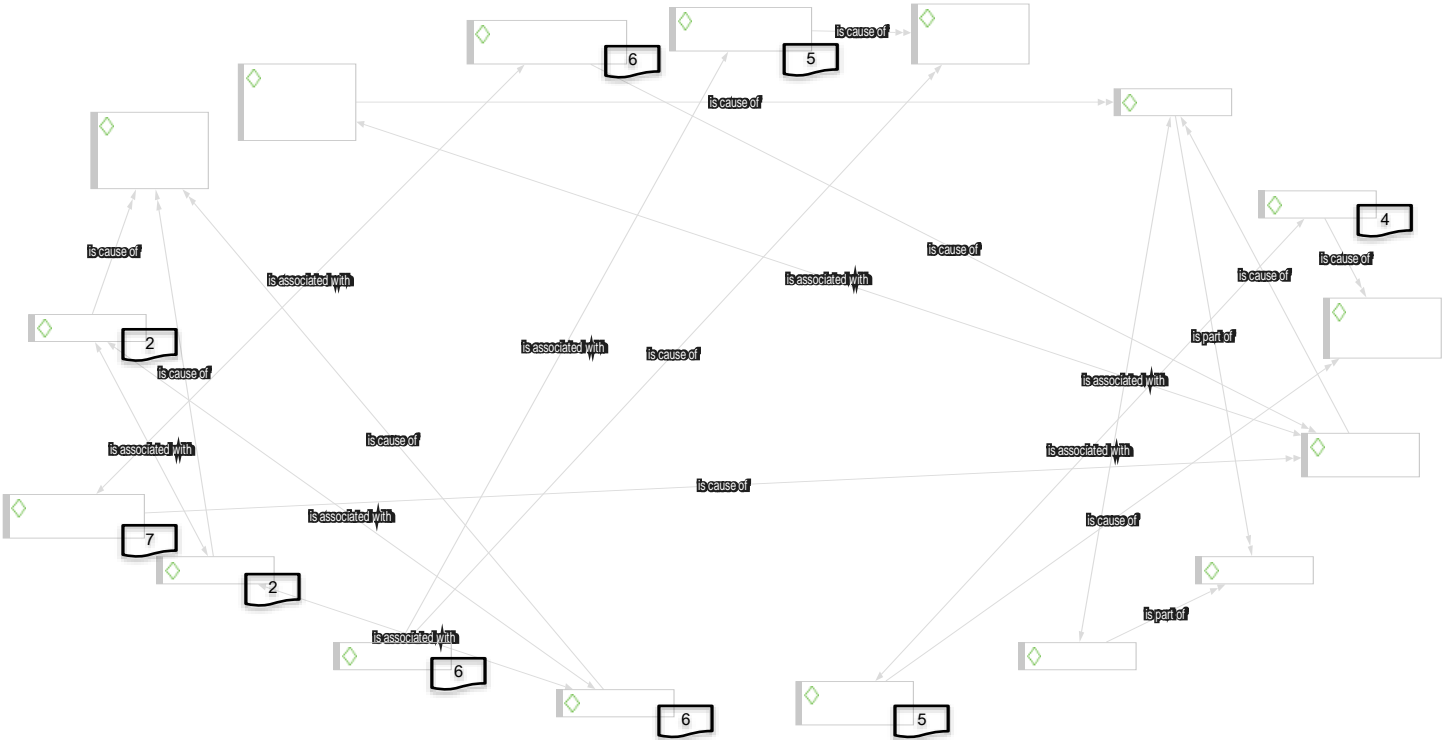 is cause of
6
5
is cause of
is cause of
4
is cause of
is cause of
is cause of
is associated with
is associated with
is part of
2
is associated with
is cause of
is cause of
is associated with
is cause of
is associated with
is associated with
is cause of
is associated with
is cause of
7
2
is part of
is associated with
6
6
5